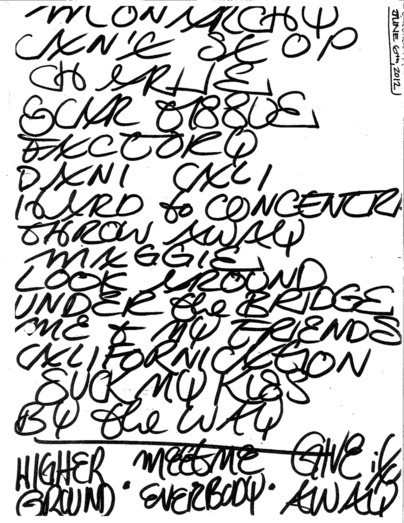 MONARCHY
CAN'T STOP
CHARLIE
SCAR TISSUE
FACTORY
DANI CALI
HARD to CONCENTR
THROW AWAY
MAGGIE
LOOK AROUND
UNDER the BRIDGE
ME & MY FRIENDS
CALIFORNICATION
SUCK MY KISS
BY the WAY
HIGHER MEET ME GIVE it
GROUND · EVERBODY · AWAY
JUNE 6TH, 2012